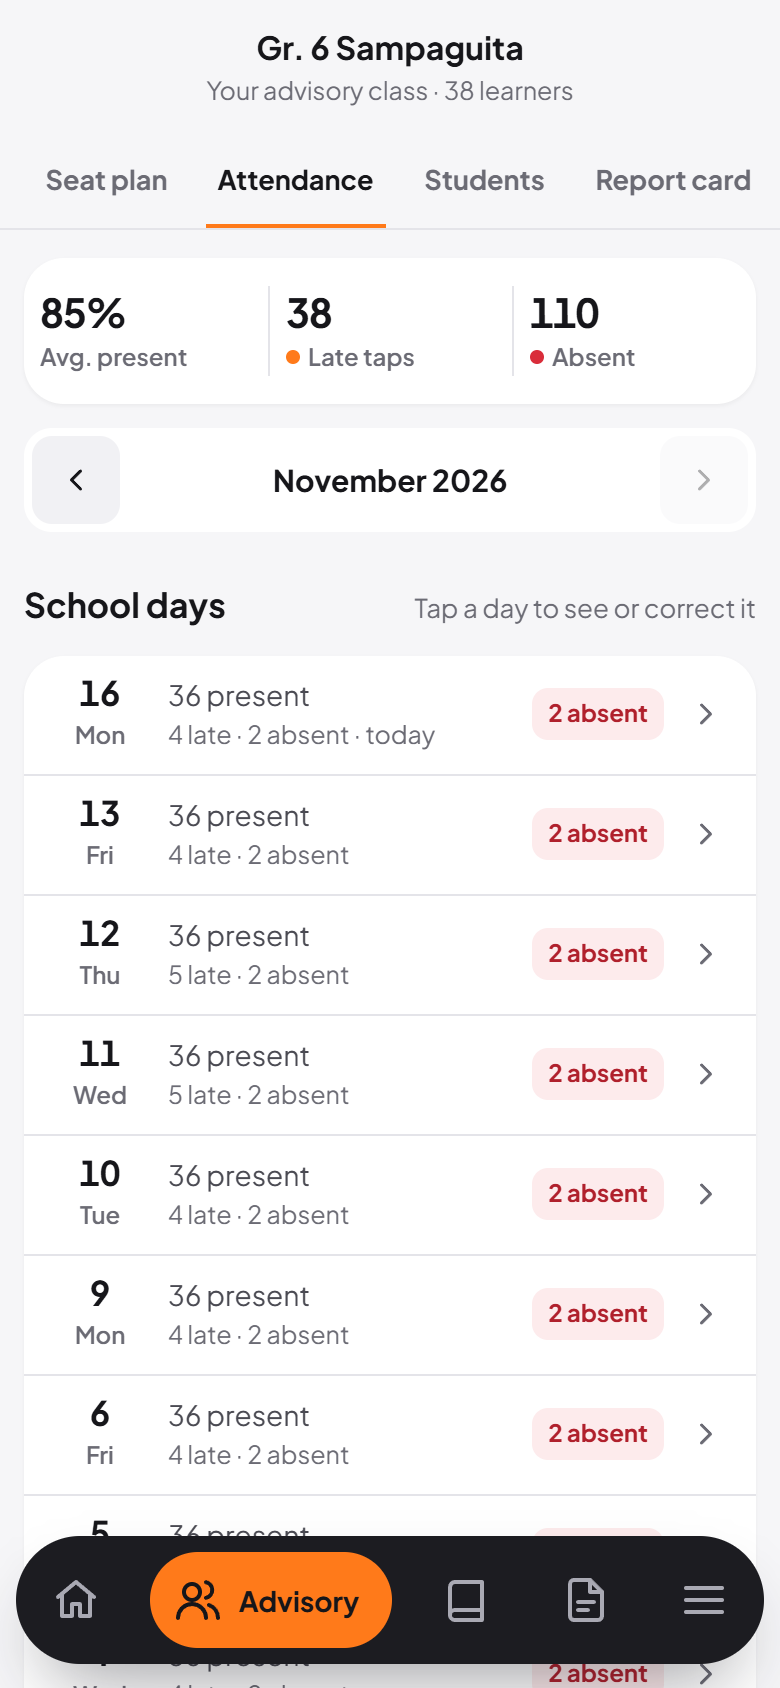 Gr. 6 Sampaguita
Your advisory class · 38 learners
Seat plan
Attendance
Students
Report card
85%
Avg. present
38
Late taps
110
Absent
November 2026
School days
Tap a day to see or correct it
16
Mon
36 present
4 late · 2 absent · today
2 absent
13
Fri
36 present
4 late · 2 absent
2 absent
12
Thu
36 present
5 late · 2 absent
2 absent
11
Wed
36 present
5 late · 2 absent
2 absent
10
Tue
36 present
4 late · 2 absent
2 absent
9
Mon
36 present
4 late · 2 absent
2 absent
6
Fri
36 present
4 late · 2 absent
2 absent
5
36 present
Advisory
2 absent